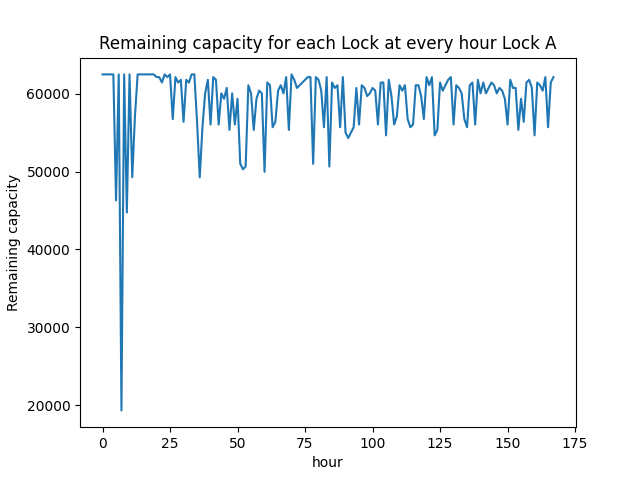 Remaining capacity for each Lock at every hour Lock A
Remaining capacity
60000
50000
40000
30000
20000
0 25 50 75 100 125 150 175
hour